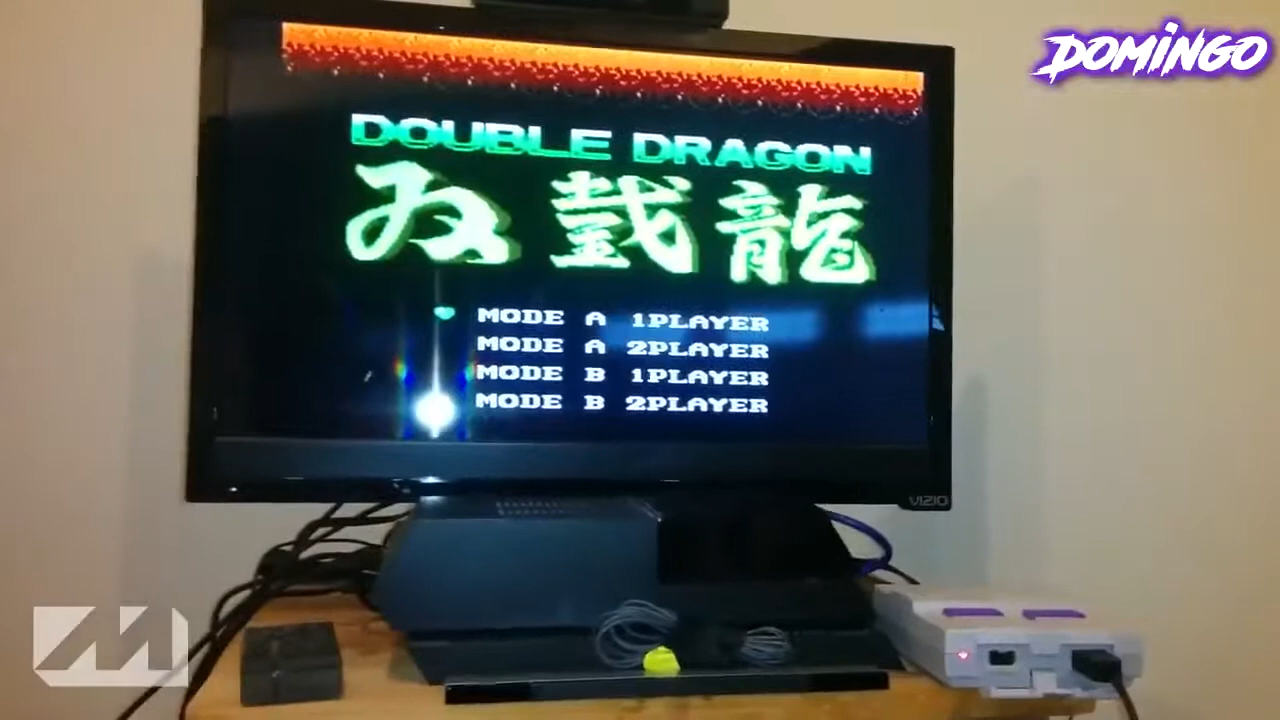 DOMINGO
DOUBLE DRAGON
双截龍
MODE A 1PLAYER
MODE A 2PLAYER
MODE B 1PLAYER
MODE B 2PLAYER
VIZIO
M